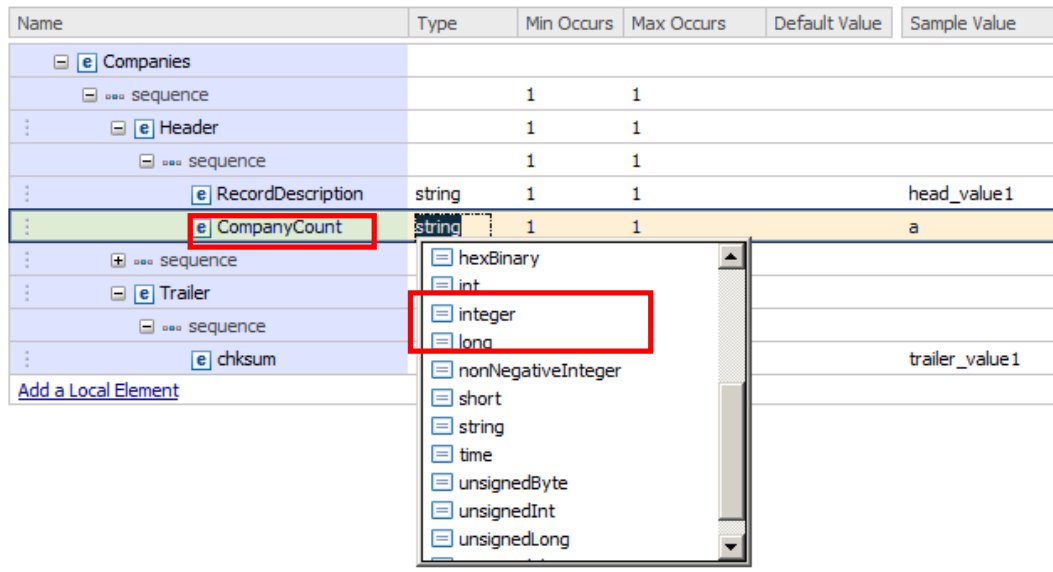 Name Type Min Occurs Max Occurs Default Value Sample Value
e Companies
sequence 1 1
e Header 1 1
sequence 1 1
e RecordDescription string 1 1 head_value1
e CompanyCount string 1 1 a
hexBinary
sequence
int
e Trailer
integer
sequence
long
e chksum trailer_value1
nonNegativeInteger
Add a Local Element
short
string
time
unsignedByte
unsignedInt
unsignedLong